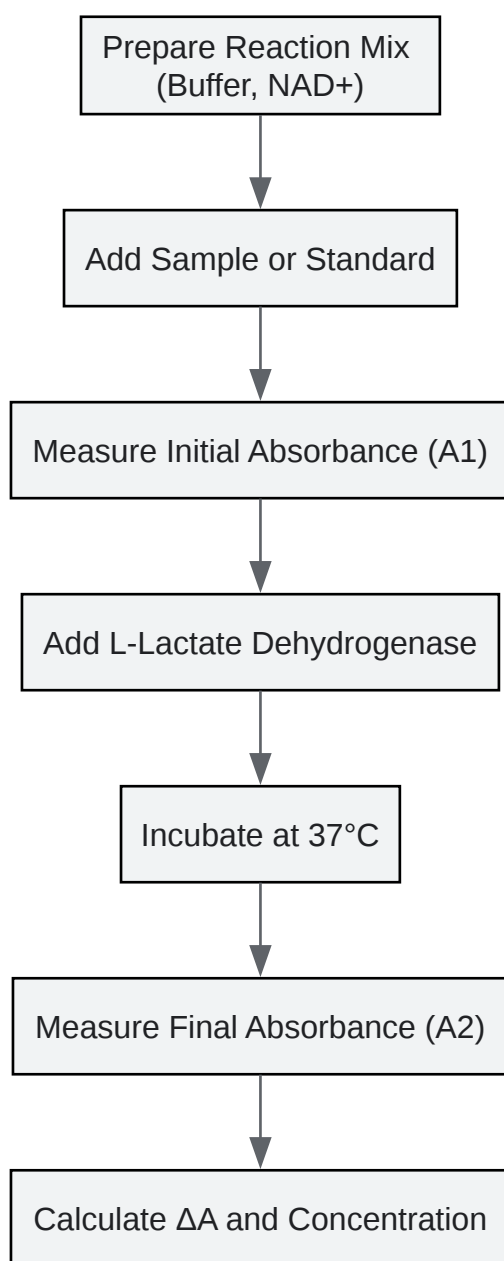 Prepare Reaction Mix
(Buffer, NAD+)
Add Sample or Standard
Measure Initial Absorbance (A1)
Add L-Lactate Dehydrogenase
Incubate at 37°C
Measure Final Absorbance (A2)
Calculate ΔA and Concentration